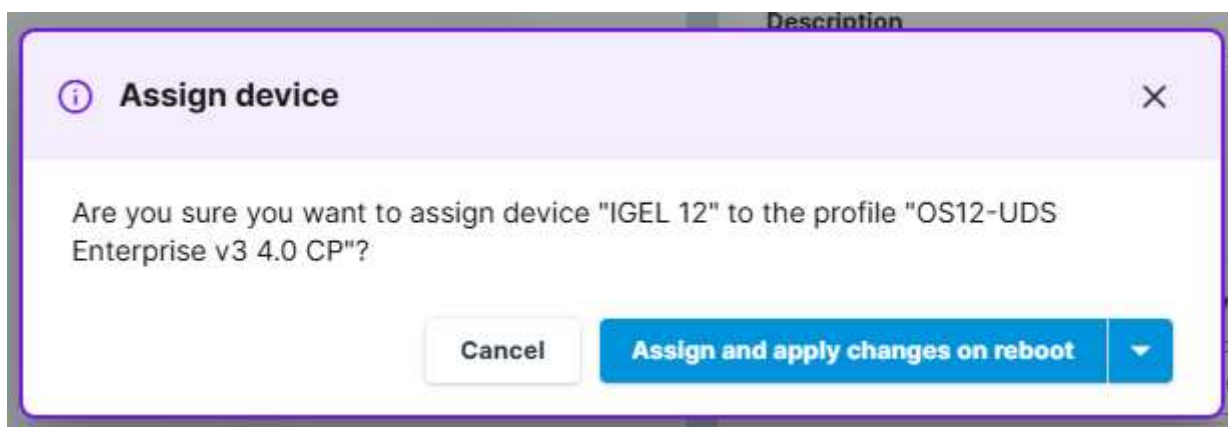 Description
Assign device
Are you sure you want to assign device "IGEL 12" to the profile "OS12-UDS
Enterprise v3 4.0 CP"?
Cancel
Assign and apply changes on reboot